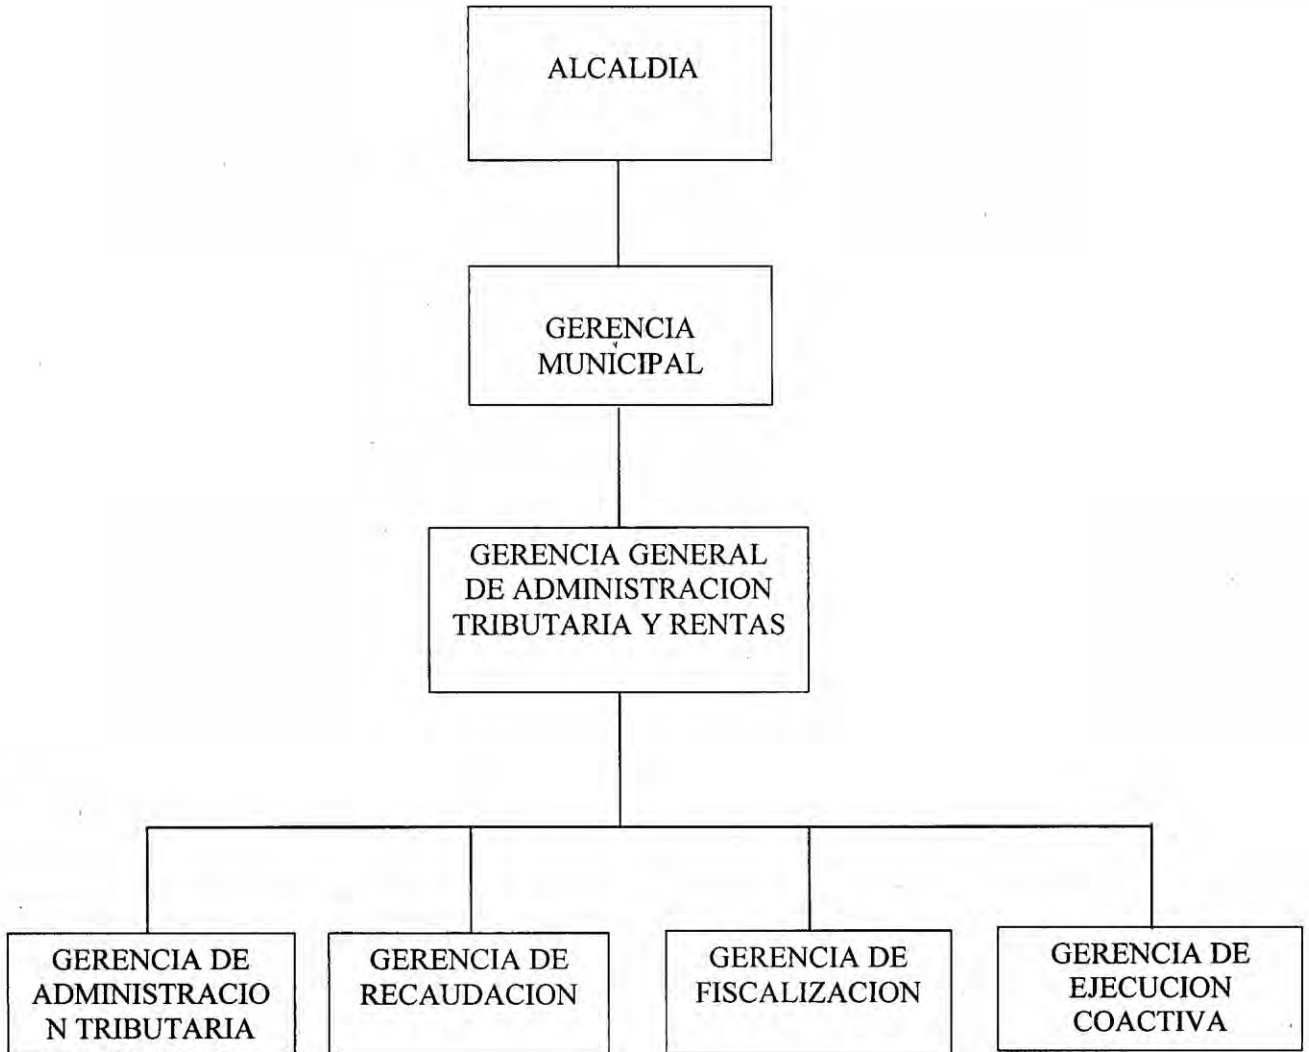 ALCALDIA
GERENCIA
MUNICIPAL
GERENCIA GENERAL
DE ADMINISTRACION
TRIBUTARIA Y RENTAS
GERENCIA DE
ADMINISTRACIO
N TRIBUTARIA
GERENCIA DE
RECAUDACION
GERENCIA DE
FISCALIZACION
GERENCIA DE
EJECUCION
COACTIVA